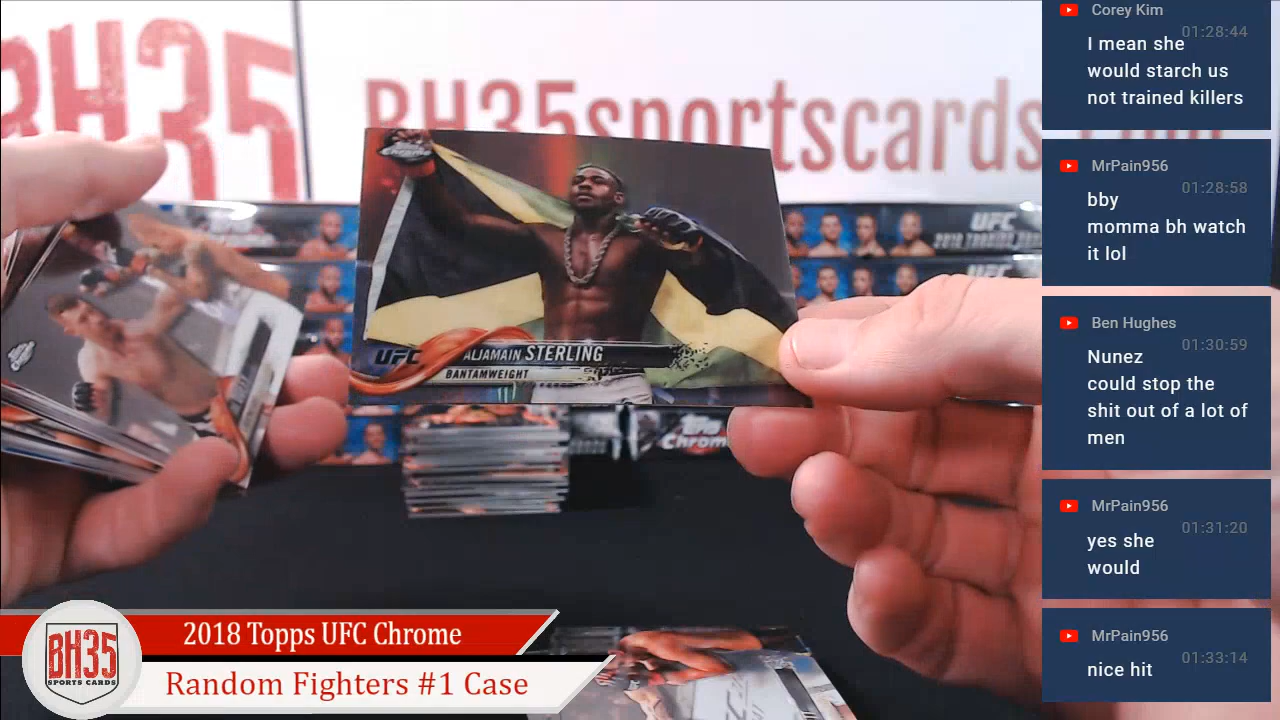 BH35
BH35sportscards
Topps
Chrome
UFC
ALJAMAIN STERLING
BANTAMWEIGHT
UFC
UFC
Topps
Chrome
2018 Topps UFC Chrome
Random Fighters #1 Case
BH35
SPORTS CARDS
Corey Kim
01:28:44
I mean she
would starch us
not trained killers
MrPain956
01:28:58
bby
momma bh watch
it lol
Ben Hughes
01:30:59
Nunez
could stop the
shit out of a lot of
men
MrPain956
01:31:20
yes she
would
MrPain956
01:33:14
nice hit